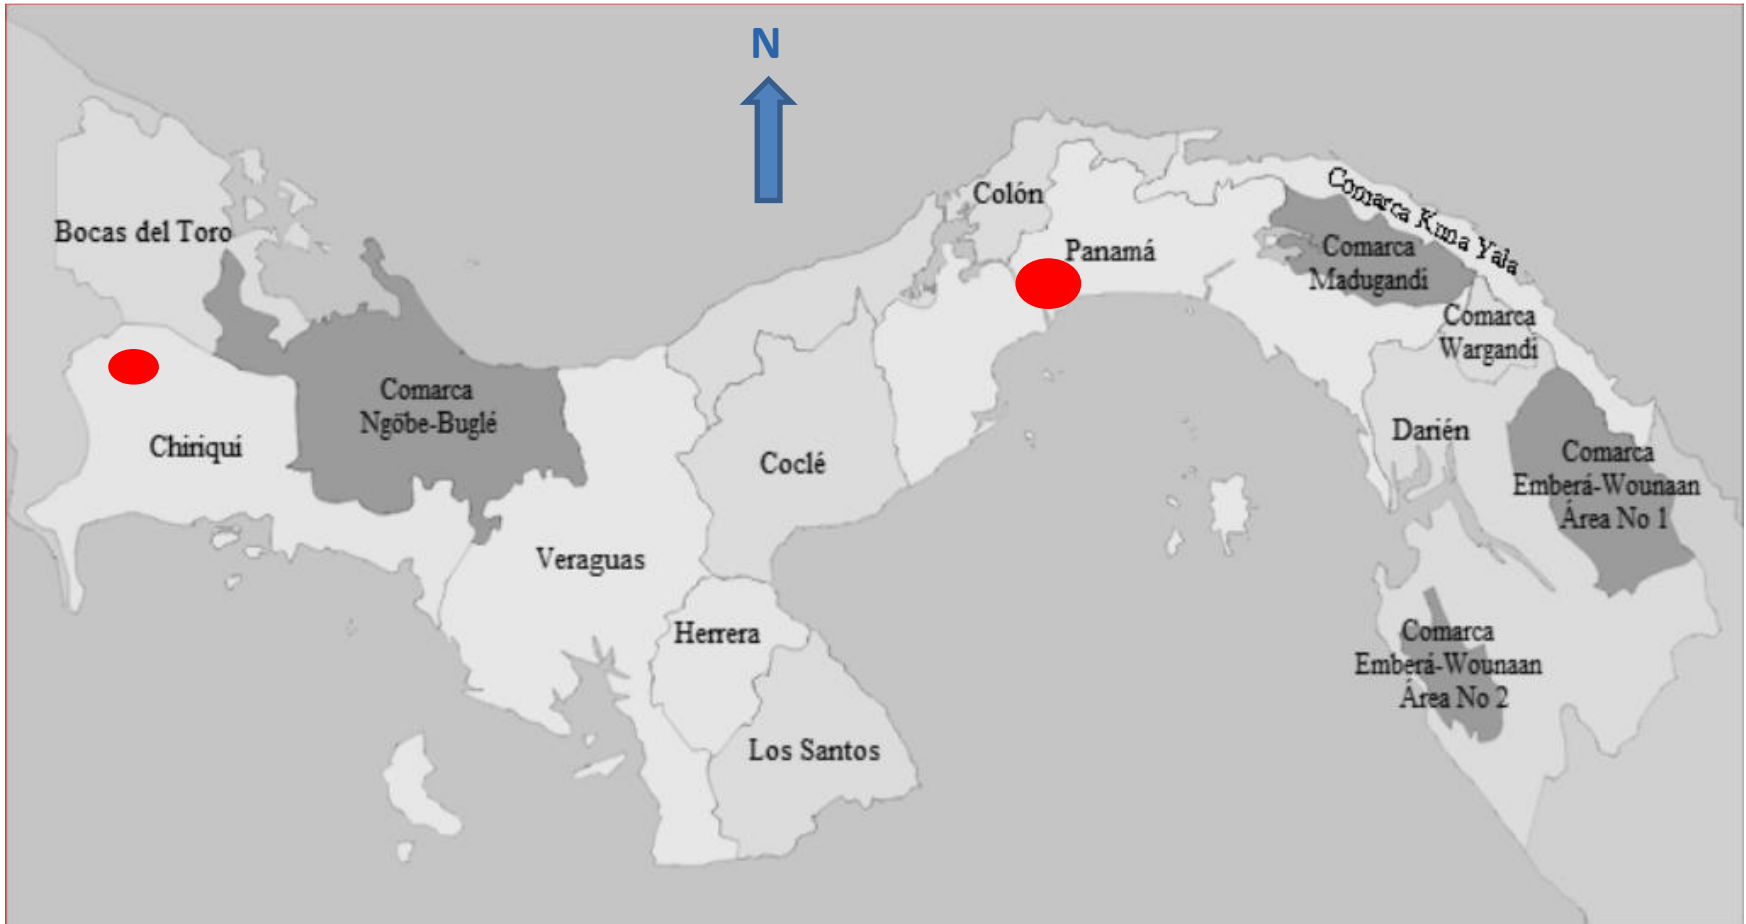 N
Comarca Kuna Yala
Colón
Bocas del Toro
Panamá
Comarca
Madugandí
Comarca
Wargandí
Comarca
Ngöbe-Buglé
Chiriquí
Coclé
Darién
Comarca
Emberá-Wounaan
Área No 1
Veraguas
Herrera
Comarca
Emberá-Wounaan
Área No 2
Los Santos